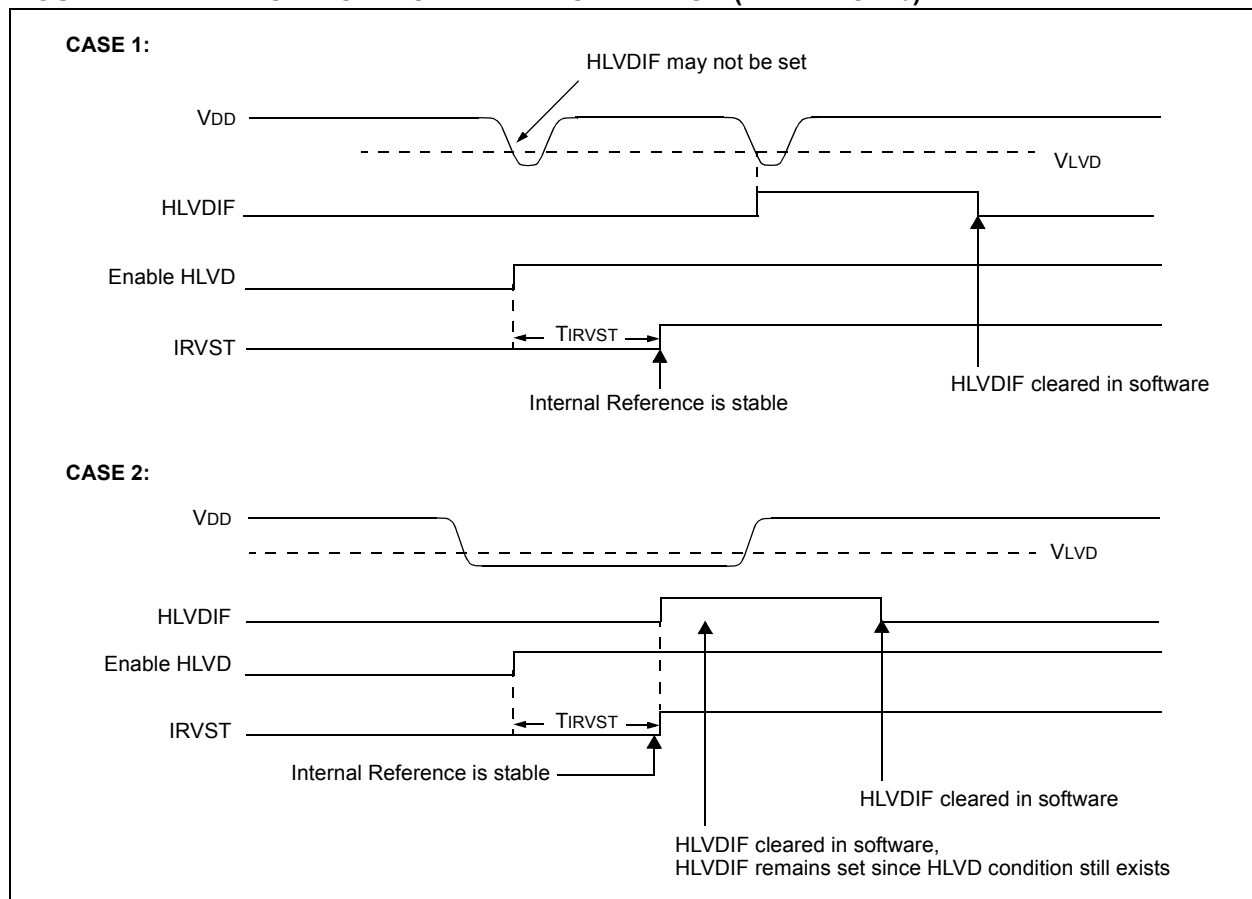 CASE 1:
HLVDIF may not be set
VDD
VLVD
HLVDIF
Enable HLVD
TIRVST
IRVST
HLVDIF cleared in software
Internal Reference is stable
CASE 2:
VDD
VLVD
HLVDIF
Enable HLVD
TIRVST
IRVST
Internal Reference is stable
HLVDIF cleared in software
HLVDIF cleared in software,
HLVDIF remains set since HLVD condition still exists